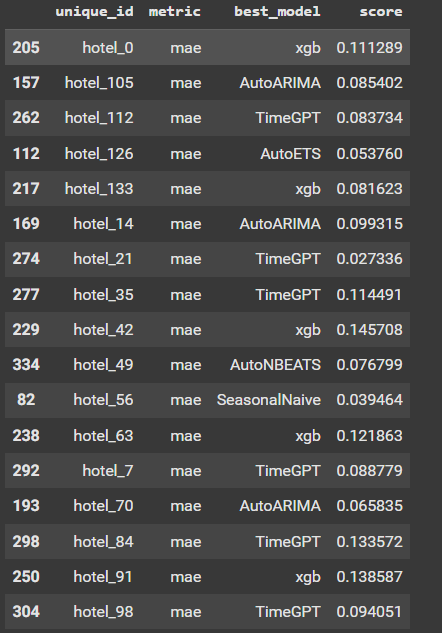 unique_id metric best_model score
205 hotel_0 mae xgb 0.111289
157 hotel_105 mae AutoARIMA 0.085402
262 hotel_112 mae TimeGPT 0.083734
112 hotel_126 mae AutoETS 0.053760
217 hotel_133 mae xgb 0.081623
169 hotel_14 mae AutoARIMA 0.099315
274 hotel_21 mae TimeGPT 0.027336
277 hotel_35 mae TimeGPT 0.114491
229 hotel_42 mae xgb 0.145708
334 hotel_49 mae AutoNBEATS 0.076799
82 hotel_56 mae SeasonalNaive 0.039464
238 hotel_63 mae xgb 0.121863
292 hotel_7 mae TimeGPT 0.088779
193 hotel_70 mae AutoARIMA 0.065835
298 hotel_84 mae TimeGPT 0.133572
250 hotel_91 mae xgb 0.138587
304 hotel_98 mae TimeGPT 0.094051